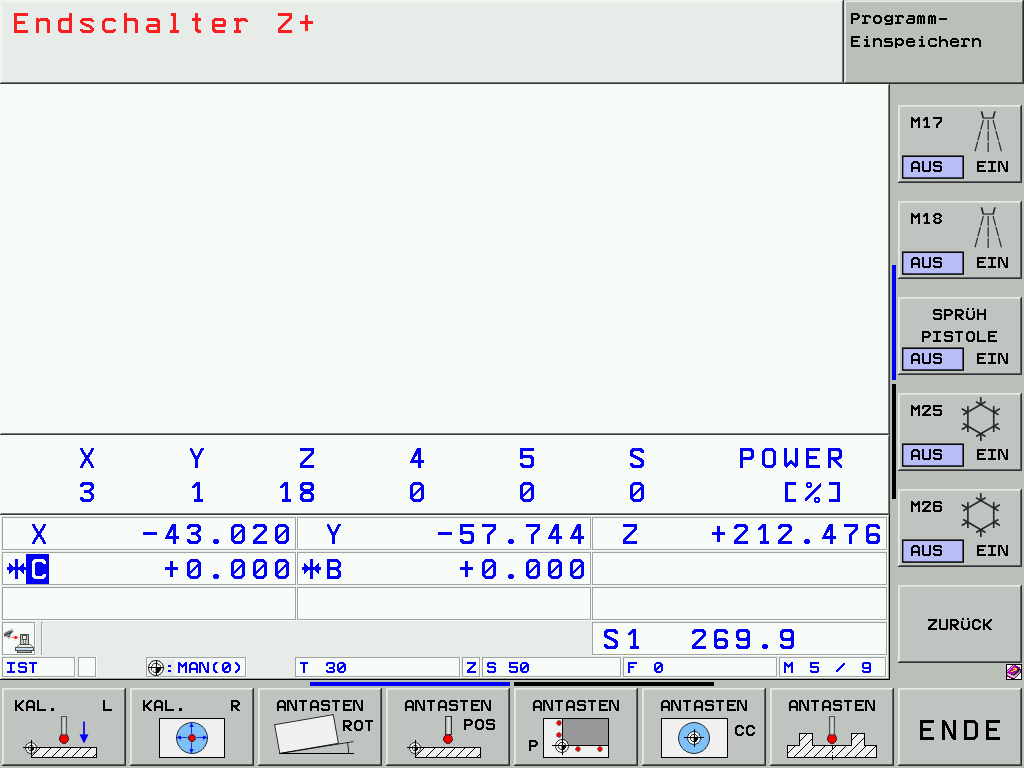 Endschalter Z+
Programm-
Einspeichern
M17
AUS EIN
M18
AUS EIN
SPRÜH
PISTOLE
AUS EIN
M25
AUS EIN
M26
AUS EIN
ZURÜCK
X Y Z 4 5 S POWER
3 1 18 0 0 0 [%]
X -43.020 Y -57.744 Z +212.476
C +0.000 B +0.000
S1 269.9
IST :MAN(0) T 30 Z S 50 F 0 M 5 / 9
KAL. L
KAL. R
ANTASTEN
ROT
ANTASTEN
POS
ANTASTEN
P
ANTASTEN
CC
ANTASTEN
ENDE